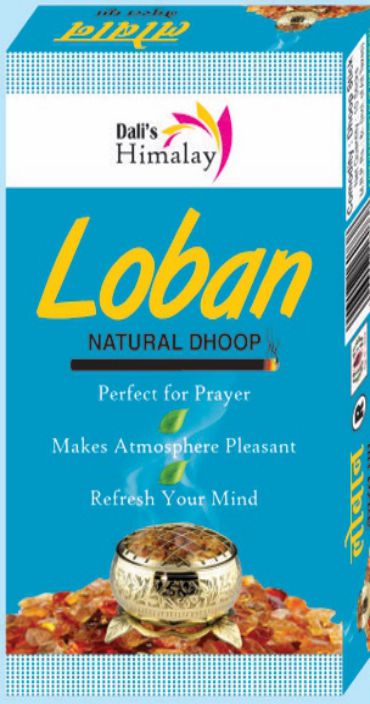 Dali's
Himalay
Loban
NATURAL DHOOP
Perfect for Prayer
Makes Atmosphere Pleasant
Refresh Your Mind
लोबान
®